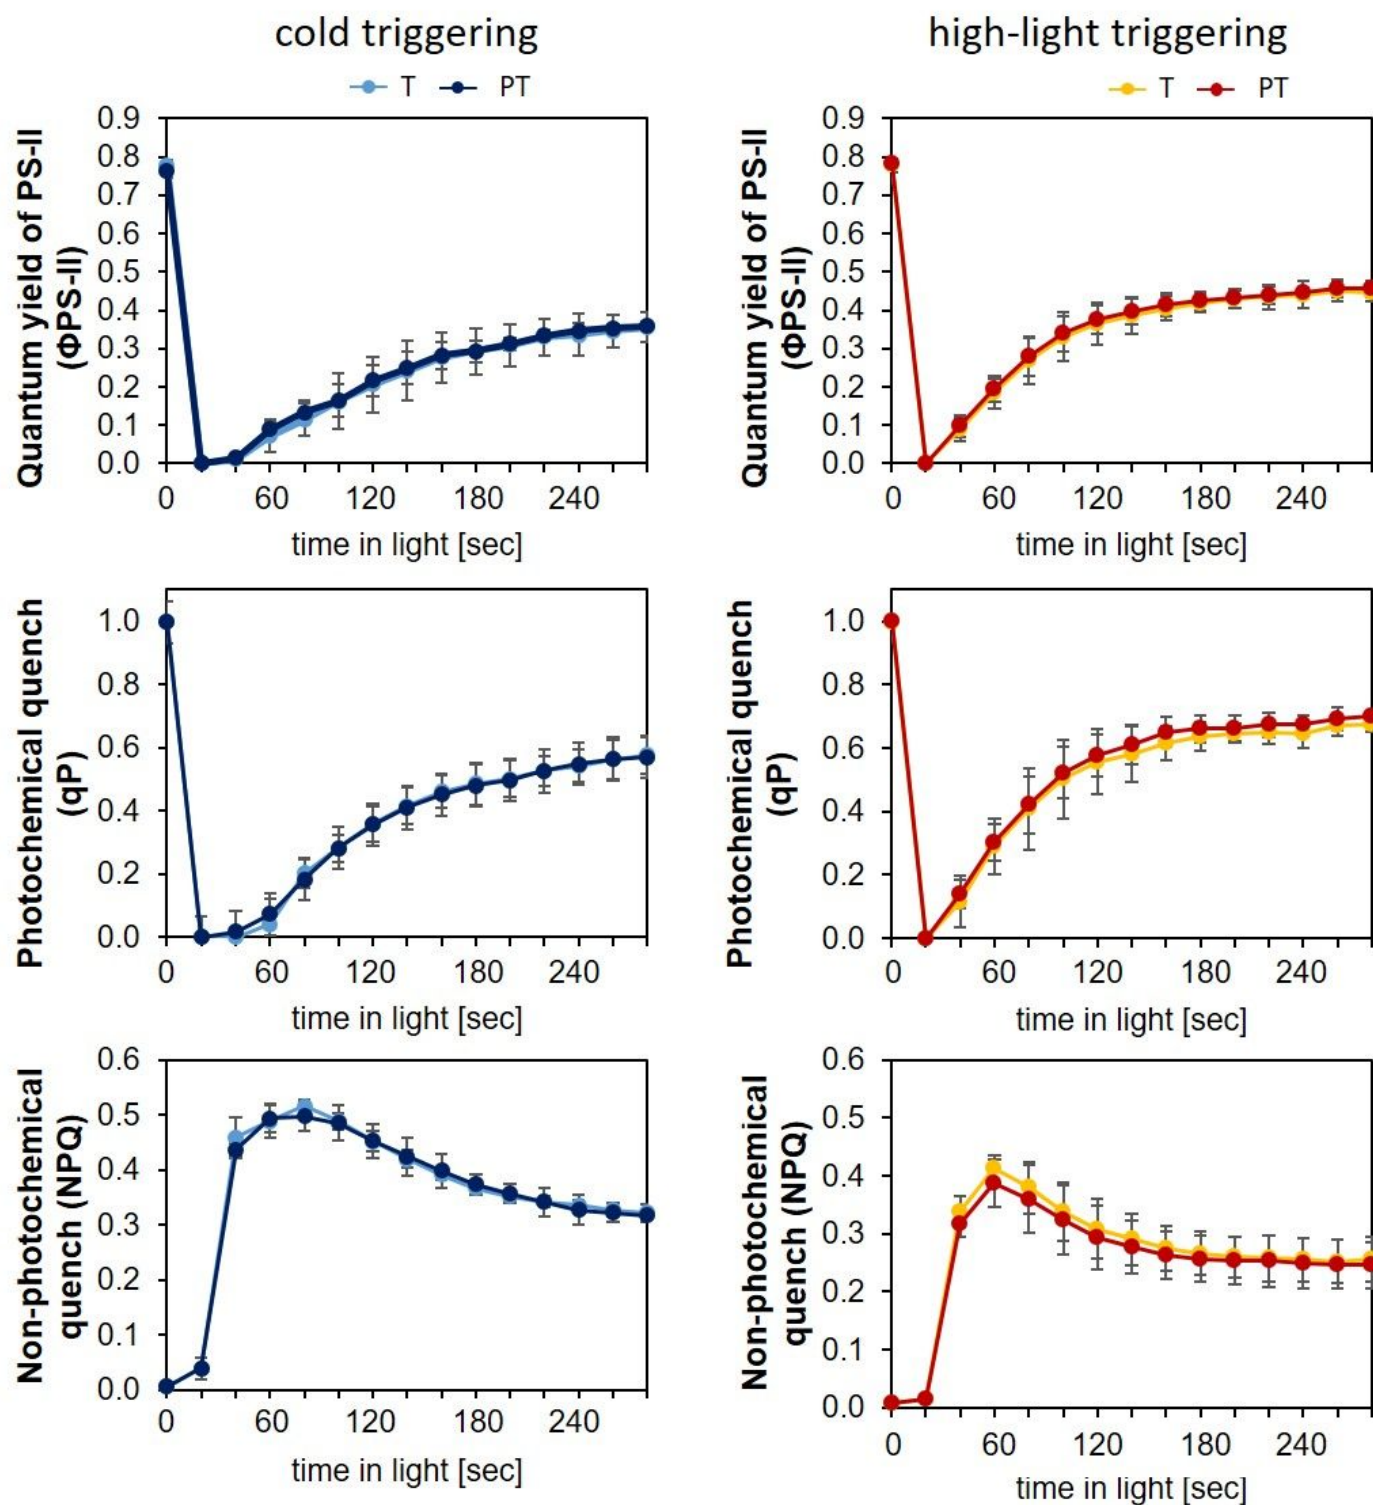 cold triggering
T PT
Quantum yield of PS-II
(ΦPS-II)
0.9
0.8
0.7
0.6
0.5
0.4
0.3
0.2
0.1
0.0
0 60 120 180 240
time in light [sec]
high-light triggering
T PT
Quantum yield of PS-II
(ΦPS-II)
0.9
0.8
0.7
0.6
0.5
0.4
0.3
0.2
0.1
0.0
0 60 120 180 240
time in light [sec]
Photochemical quench
(qP)
1.0
0.8
0.6
0.4
0.2
0.0
0 60 120 180 240
time in light [sec]
Photochemical quench
(qP)
1.0
0.8
0.6
0.4
0.2
0.0
0 60 120 180 240
time in light [sec]
Non-photochemical
quench (NPQ)
0.6
0.5
0.4
0.3
0.2
0.1
0.0
0 60 120 180 240
time in light [sec]
Non-photochemical
quench (NPQ)
0.6
0.5
0.4
0.3
0.2
0.1
0.0
0 60 120 180 240
time in light [sec]